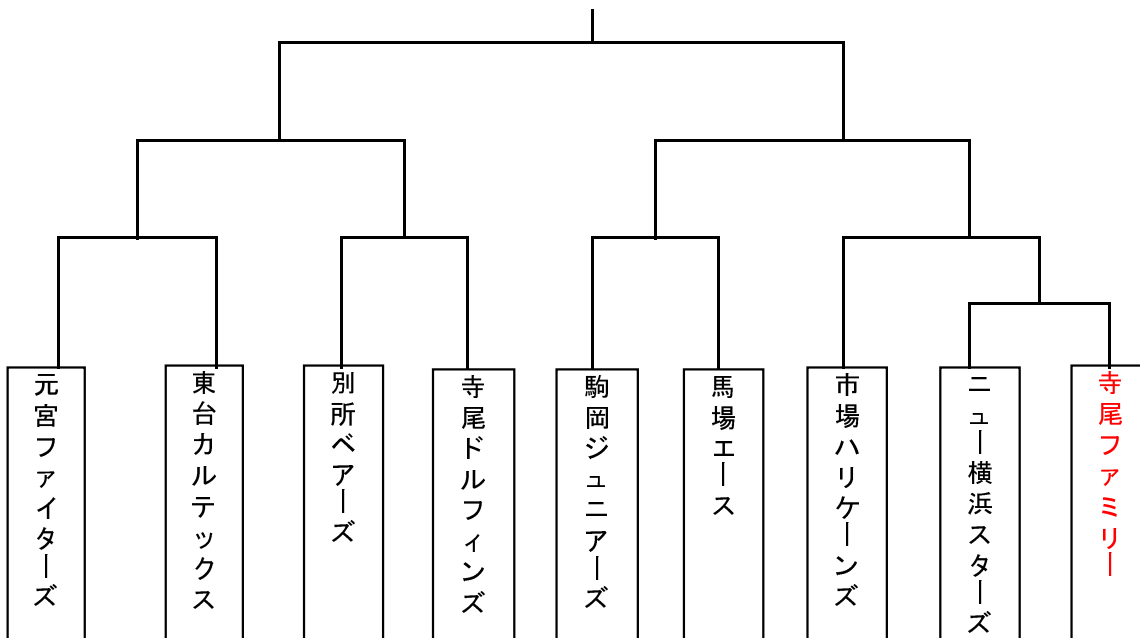 元宮ファイターズ
東台カルテックス
別所ベアーズ
寺尾ドルフィンズ
駒岡ジュニアーズ
馬場エース
市場ハリケーンズ
ニュー横浜スターズ
寺尾ファミリー